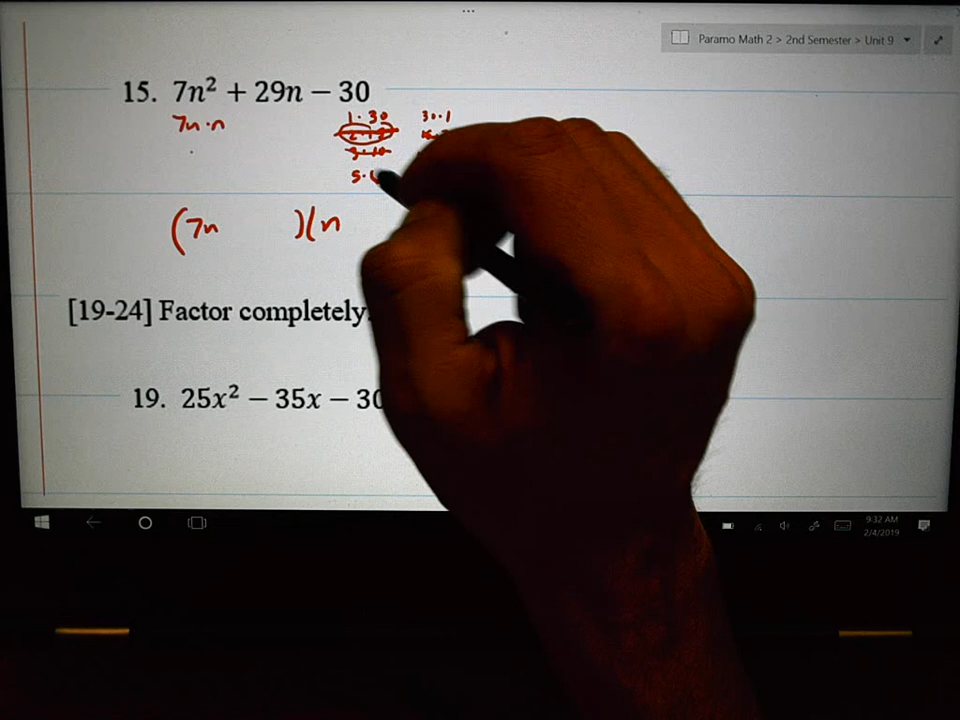 Paramo Math 2 > 2nd Semester > Unit 9
15. 7n² + 29n − 30
7n·n
1·30 30·1
3·10
5·
(7n )(n
[19-24] Factor completely
19. 25x² − 35x − 30
9:32 AM
2/4/2019